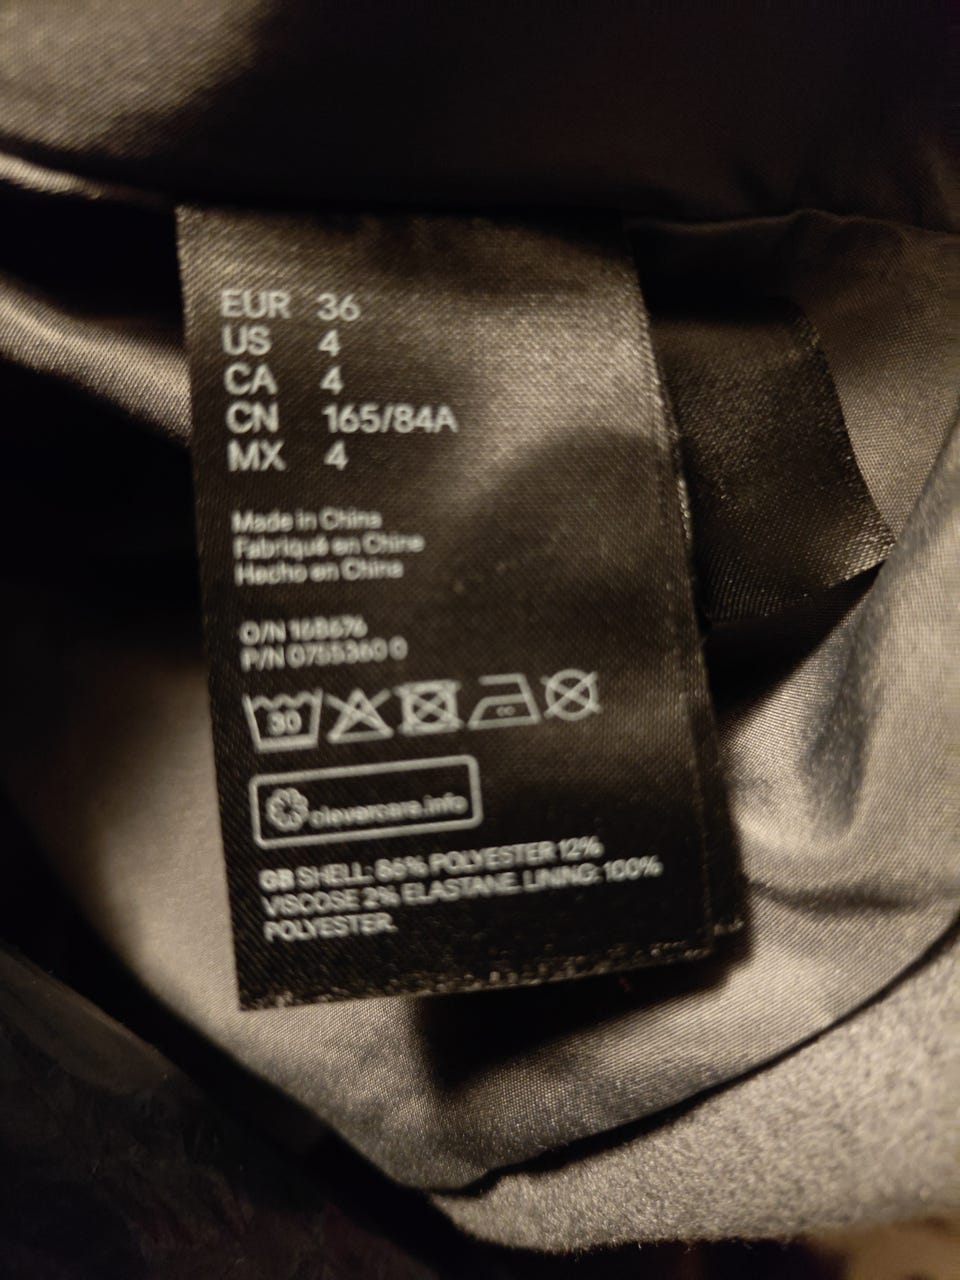 EUR 36
US 4
CA 4
CN 165/84A
MX 4
Made in China
Fabriqué en Chine
Hecho en China
O/N 168676
P/N 0755360 0
30
clevercare.info
GB SHELL: 86% POLYESTER 12%
VISCOSE 2% ELASTANE. LINING: 100%
POLYESTER.